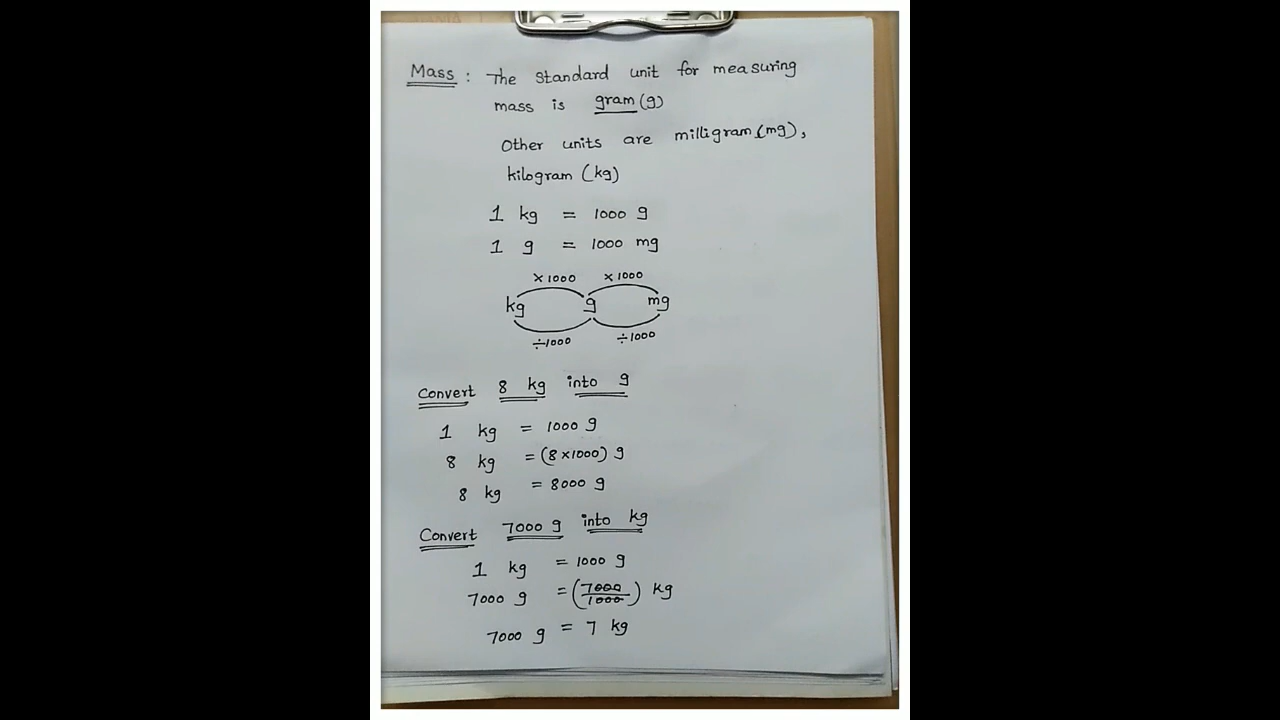 Mass : The standard unit for measuring
mass is gram (g)
Other units are milligram (mg),
kilogram (kg)
1 kg = 1000 g
1 g = 1000 mg
×1000 ×1000
kg g mg
÷1000 ÷1000
Convert 8 kg into g
1 kg = 1000 g
8 kg = (8×1000) g
8 kg = 8000 g
Convert 7000 g into kg
1 kg = 1000 g
7000 g = (7000/1000) kg
7000 g = 7 kg